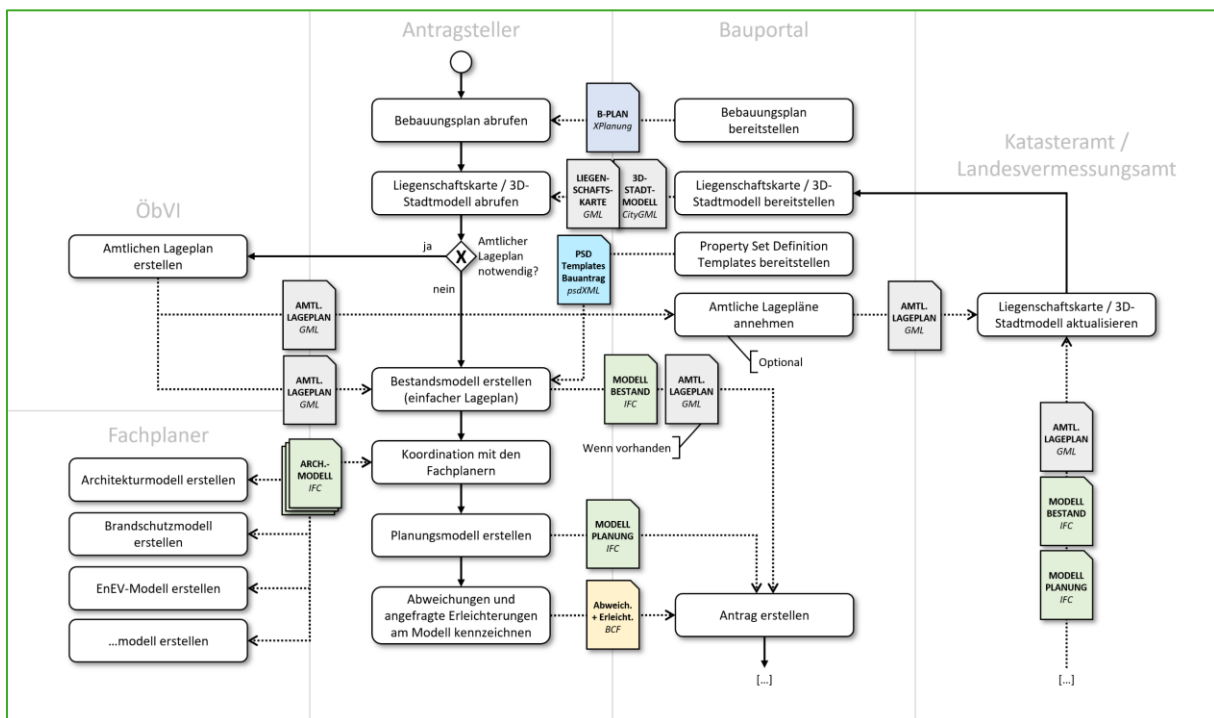 Antragsteller
Bauportal
Bebauungsplan abrufen
B-PLAN
XPlanung
Bebauungsplan
bereitstellen
Katasteramt /
Landesvermessungsamt
Liegenschaftskarte / 3D-
Stadtmodell abrufen
LIEGEN-
SCHAFTS-
KARTE
GML
3D-
STADT-
MODELL
CityGML
Liegenschaftskarte / 3D-
Stadtmodell bereitstellen
ÖbVI
Amtlichen Lageplan
erstellen
ja
X
Amtlicher
Lageplan
notwendig?
nein
PSD
Templates
Bauantrag
psdXML
Property Set Definition
Templates bereitstellen
AMTL.
LAGEPLAN
GML
Amtliche Lagepläne
annehmen
AMTL.
LAGEPLAN
GML
Liegenschaftskarte / 3D-
Stadtmodell aktualisieren
Optional
AMTL.
LAGEPLAN
GML
Bestandsmodell erstellen
(einfacher Lageplan)
MODELL
BESTAND
IFC
AMTL.
LAGEPLAN
GML
Wenn vorhanden
Fachplaner
Architekturmodell erstellen
ARCH.-
MODELL
IFC
Koordination mit den
Fachplanern
AMTL.
LAGEPLAN
GML
Brandschutzmodell
erstellen
Planungsmodell erstellen
MODELL
PLANUNG
IFC
MODELL
BESTAND
IFC
EnEV-Modell erstellen
MODELL
PLANUNG
IFC
...modell erstellen
Abweichungen und
angefragte Erleichterungen
am Modell kennzeichnen
Abweich.
+ Erleicht.
BCF
Antrag erstellen
[...]
[...]